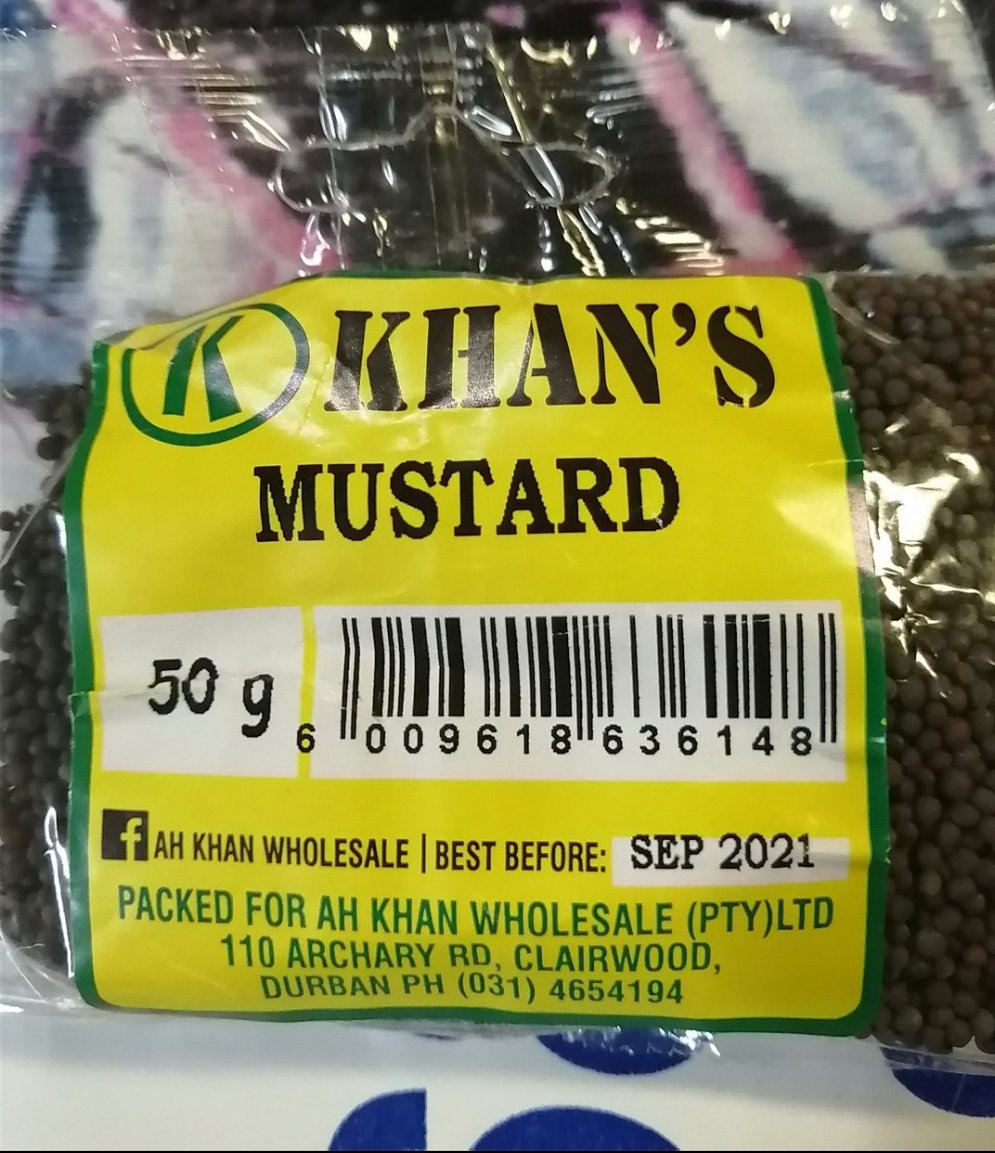 K KHAN'S
MUSTARD
50 g
6 009618 636148
f AH KHAN WHOLESALE | BEST BEFORE: SEP 2021
PACKED FOR AH KHAN WHOLESALE (PTY)LTD
110 ARCHARY RD, CLAIRWOOD,
DURBAN PH (031) 4654194